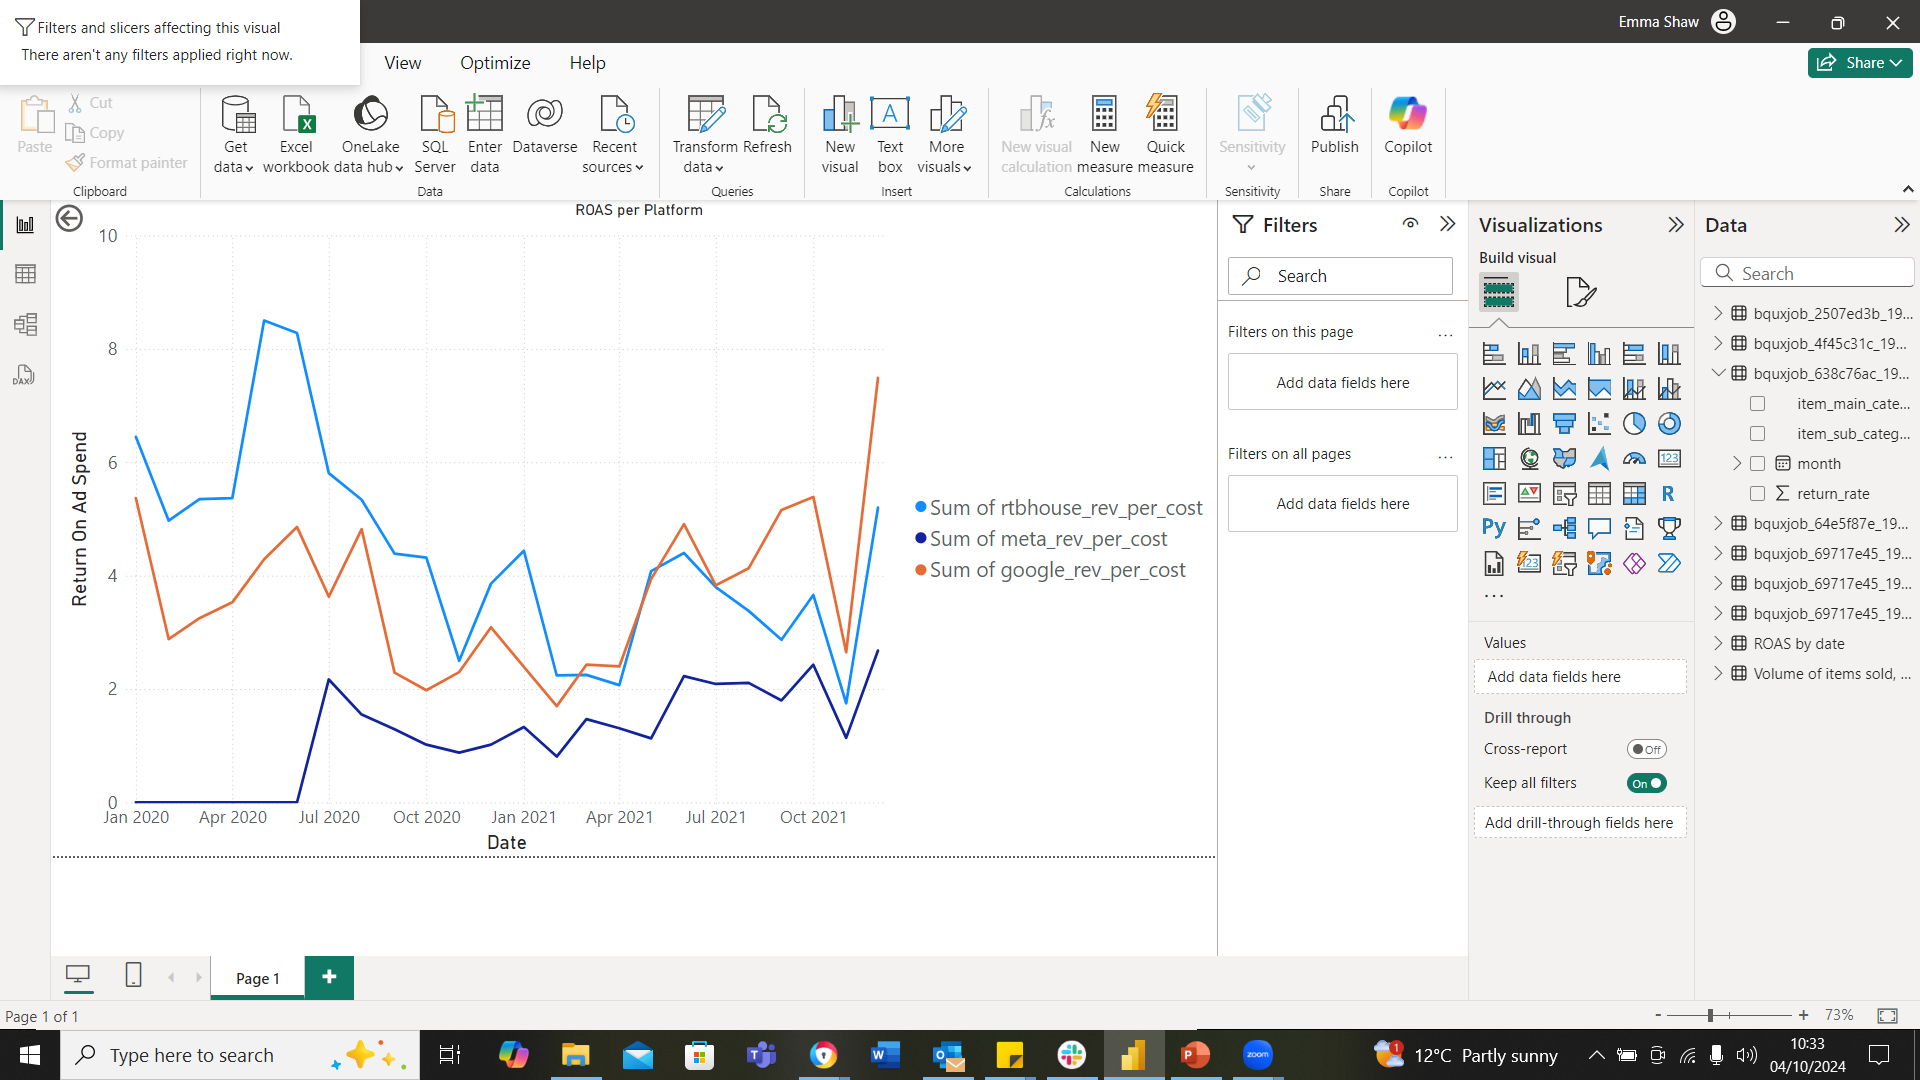 Filters and slicers affecting this visual
There aren't any filters applied right now.
Emma Shaw
View Optimize Help
Share
Paste
Cut
Copy
Format painter
Clipboard
Get data
Excel workbook
OneLake data hub
SQL Server
Enter data
Dataverse
Recent sources
Data
Transform data
Refresh
Queries
New visual
Text box
More visuals
Insert
New visual calculation
New measure
Quick measure
Calculations
Sensitivity
Sensitivity
Publish
Share
Copilot
Copilot
ROAS per Platform
10
8
6
4
2
0
Return On Ad Spend
Jan 2020 Apr 2020 Jul 2020 Oct 2020 Jan 2021 Apr 2021 Jul 2021 Oct 2021
Date
Sum of rtbhouse_rev_per_cost
Sum of meta_rev_per_cost
Sum of google_rev_per_cost
Filters
Search
Filters on this page ...
Add data fields here
Filters on all pages ...
Add data fields here
Visualizations
Build visual
123
R
Py
123
...
Values
Add data fields here
Drill through
Cross-report Off
Keep all filters On
Add drill-through fields here
Data
Search
bquxjob_2507ed3b_19...
bquxjob_4f45c31c_19...
bquxjob_638c76ac_19...
item_main_cate...
item_sub_categ...
month
return_rate
bquxjob_64e5f87e_19...
bquxjob_69717e45_19...
bquxjob_69717e45_19...
bquxjob_69717e45_19...
ROAS by date
Volume of items sold, ...
Page 1
Page 1 of 1
- + 73%
Type here to search
zoom
1
12°C Partly sunny
10:33
04/10/2024